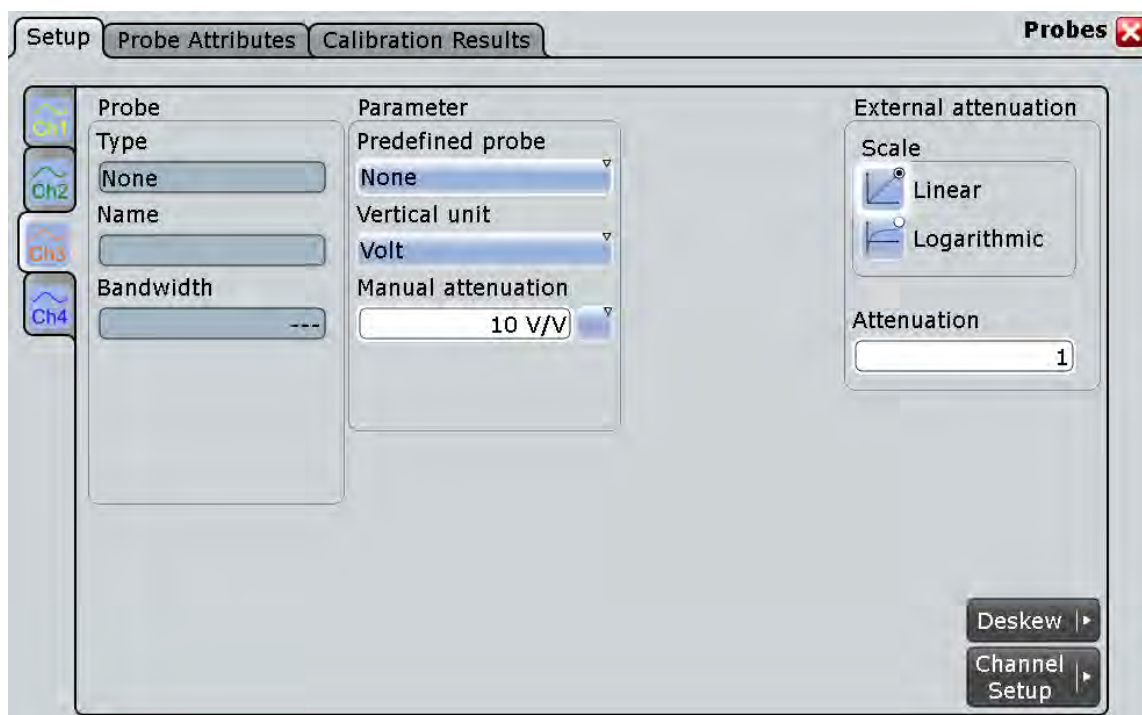 Setup
Probe Attributes
Calibration Results
Probes
Ch1
Ch2
Ch3
Ch4
Probe
Type
None
Name
Bandwidth
---
Parameter
Predefined probe
None
Vertical unit
Volt
Manual attenuation
10 V/V
External attenuation
Scale
Linear
Logarithmic
Attenuation
1
Deskew
Channel
Setup